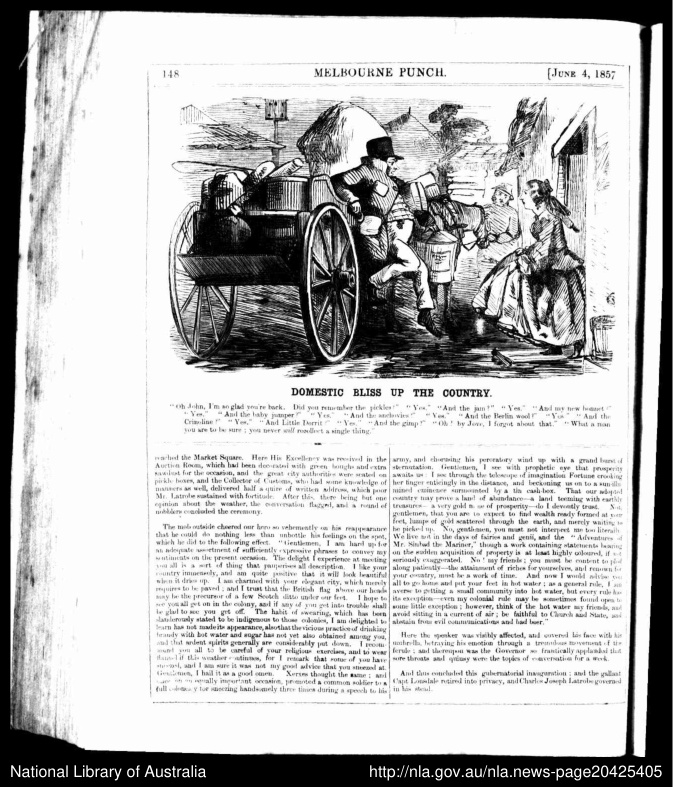 148
MELBOURNE PUNCH.
[JUNE 4, 1857
DOMESTIC BLISS UP THE COUNTRY.
"Oh John, I'm so glad you're back. Did you remember the pickles?" "Yes." "And the jam?" "Yes." "And my new bonnet?"
"Yes." "And the baby jumper?" "Yes." "And the anchovies?" "Yes." "And the Berlin wool?" "Yes." "And the
Crinoline?" "Yes." "And Little Dorrit?" "Yes." "And the gimp?" "Oh! by Jove, I forgot about that." "What a man
you are to be sure; you never will recollect a single thing."
reached the Market Square. Here His Excellency was received in the
Auction Room, which had been decorated with green boughs and extra
sawdust for the occasion, and the great city authorities were seated on
pickle boxes, and the Collector of Customs, who had some knowledge of
manners as well, delivered half a quire of written address, which poor
Mr. Latrobe sustained with fortitude. After this, there being but one
opinion about the weather, the conversation flagged, and a round of
nobblers concluded the ceremony.
The mob outside cheered our hero so vehemently on his reappearance
that he could do nothing less than unbottle his feelings on the spot,
which he did to the following effect. "Gentlemen, I am hard up for
an adequate assortment of sufficiently expressive phrases to convey my
sentiments on the present occasion. The delight I experience at meeting
you all is a sort of thing that panprises all description. I like your
country immensely, and am quite positive that it will look beautiful
when it dries up. I am charmed with your elegant city, which merely
requires to be paved; and I trust that the British flag above our heads
may be the precursor of a few Scotch ditto under our feet. I hope to
see you all get on in the colony, and if any of you get into trouble shall
be glad to see you get off. The habit of swearing, which has been
slanderously stated to be indigenous to those colonies, I am delighted to
learn has not made its appearance, also that the vicious practice of drinking
brandy with hot water and sugar has not yet also obtained among you,
and that ardent spirits generally are considerably put down. I recom-
mend you all to be careful of your religious exercises, and to wear
flannel if this weather continues, for I remark that some of you have
sneezed, and I am sure it was not my good advice that you sneezed at.
Gentlemen, I hail it as a good omen. Xerxes thought the same; and
once on an equally important occasion, promoted a common soldier to a
full colonelcy for sneezing handsomely three times during a speech to his
army, and charming his peroratory wind up with a grand burst of
sternutation. Gentlemen, I see with prophetic eye that prosperity
awaits us. I see through the telescope of imagination Fortune crooking
her finger enticingly in the distance, and beckoning us on to a sunillu-
mined eminence surmounted by a tin cash-box. That our adopted
country may prove a land of abundance—a land teeming with earthly
treasures—a very gold mine of prosperity—do I devoutly trust. Not,
gentlemen, that you are to expect to find wealth ready formed at your
feet, lumps of gold scattered through the earth, and merely waiting to
be picked up. No, gentlemen, you must not interpret me too literally.
We live not in the days of fairies and genii, and the "Adventures of
Mr. Sinbad the Mariner," though a work containing statements bearing
on the sudden acquisition of property is at least highly coloured, if not
seriously exaggerated. No! my friends; you must be content to plod
along patiently—the attainment of riches for yourselves, and renown for
your country, must be a work of time. And now I would advise you
all to go home and put your feet in hot water; as a general rule, I am
averse to getting a small community into hot water, but every rule has
its exception—even my colonial rule may be sometimes found open to
some little exception; however, think of the hot water my friends, and
avoid sitting in a current of air; be faithful to Church and State, and
abstain from evil communications and bad beer."
Here the speaker was visibly affected, and covered his face with his
umbrella, betraying his emotion through a tremulous movement of the
ferule; and thereupon was the Governor so frantically applauded that
sore throats and quinsy were the topics of conversation for a week.
And thus concluded this gubernatorial inauguration; and the gallant
Capt Lonsdale retired into privacy, and Charles Joseph Latrobe governed
in his stead.
National Library of Australia
http://nla.gov.au/nla.news-page20425405